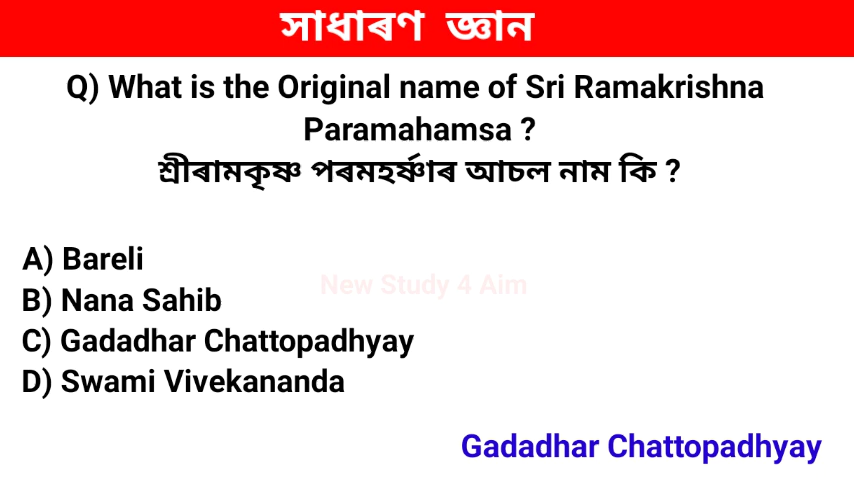 সাধাৰণ জ্ঞান
Q) What is the Original name of Sri Ramakrishna
Paramahamsa ?
শ্ৰীৰামকৃষ্ণ পৰমহৰ্ষ্ণাৰ আচল নাম কি ?
A) Bareli
New Study 4 Aim
B) Nana Sahib
C) Gadadhar Chattopadhyay
D) Swami Vivekananda
Gadadhar Chattopadhyay